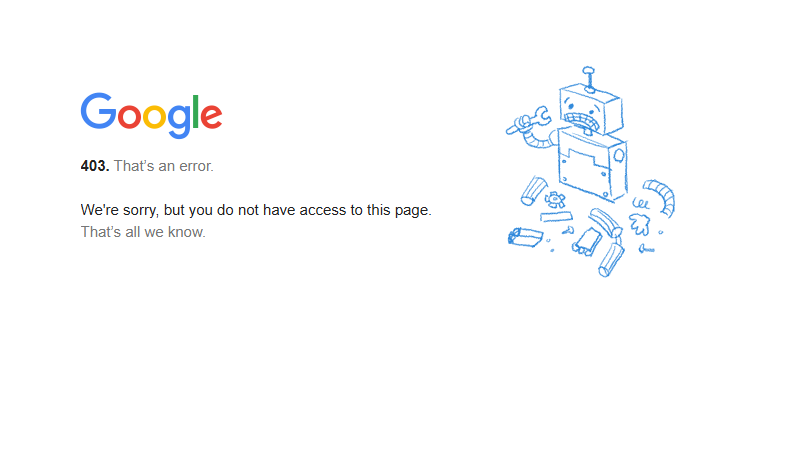 Google
403. That's an error.
We're sorry, but you do not have access to this page.
That's all we know.